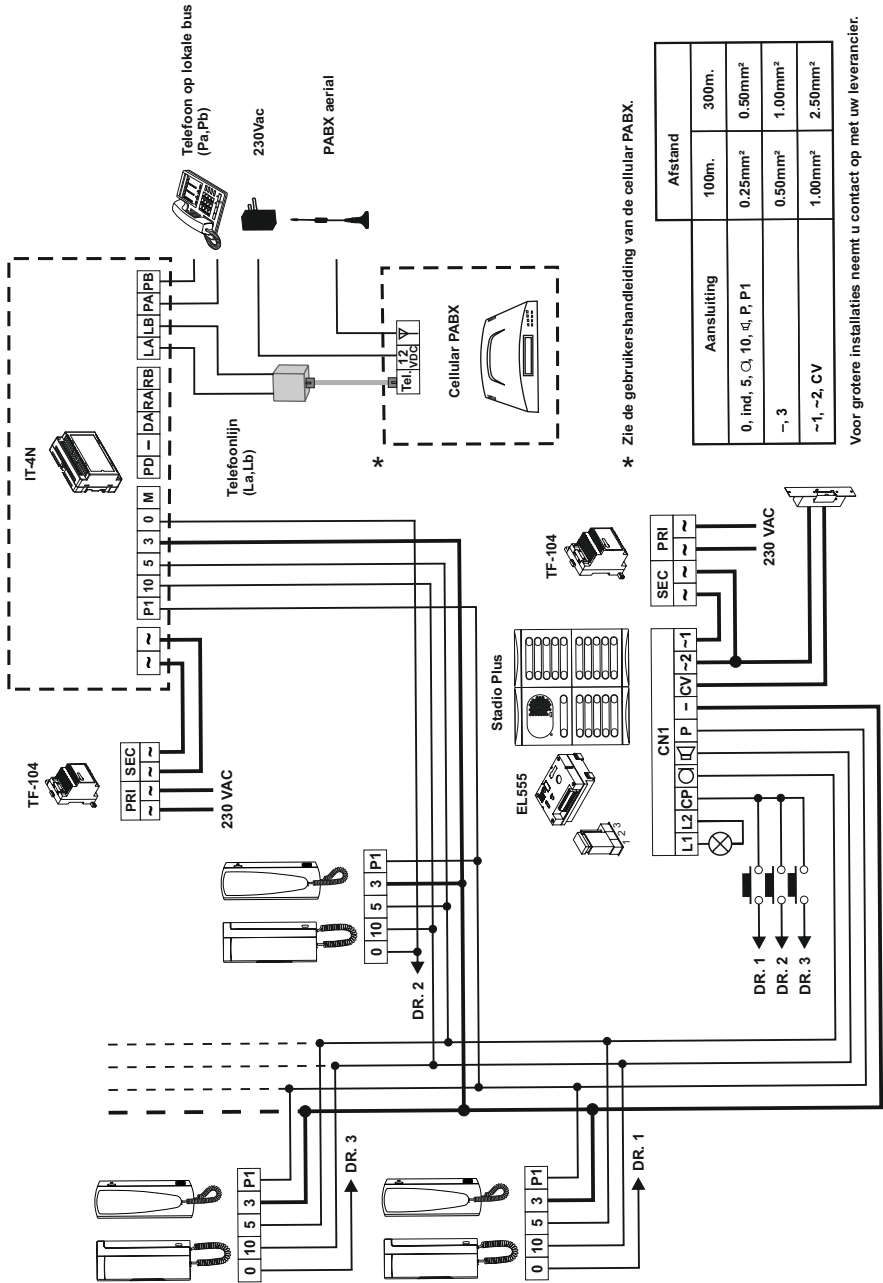 TF-104
PRI SEC
~ ~ ~ ~
230 VAC
IT-4N
~ ~
P1 10 5 3 0 M
PD – DA RA RB
LA LB PA PB
Telefoon op lokale bus
(Pa,Pb)
230Vac
PABX aerial
Telefoonlijn
(La,Lb)
*
Tel. 12 VDC
Cellular PABX
0 10 5 3 P1
DR. 2
0 10 5 3 P1
DR. 3
0 10 5 3 P1
DR. 1
EL555
1 2 3
Stadio Plus
TF-104
SEC PRI
~ ~ ~ ~
230 VAC
CN1
L1 L2 CP P – CV ~2 ~1
DR. 1
DR. 2
DR. 3
* Zie de gebruikershandleiding van de cellular PABX.
Afstand
Aansluiting 100m. 300m.
0, ind, 5, 10, P, P1 0.25mm² 0.50mm²
–, 3 0.50mm² 1.00mm²
~1, ~2, CV 1.00mm² 2.50mm²
Voor grotere installaties neemt u contact op met uw leverancier.